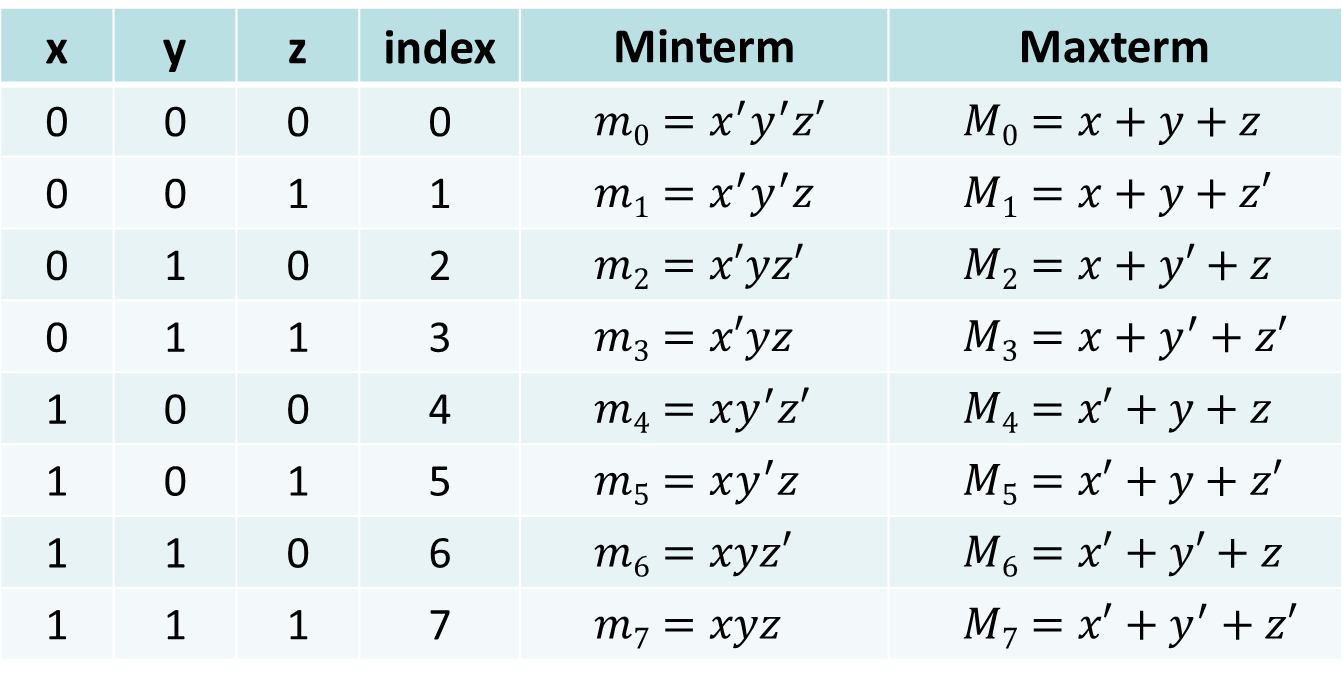 x y z index Minterm Maxterm
0 0 0 0 m₀ = x′y′z′ M₀ = x + y + z
0 0 1 1 m₁ = x′y′z M₁ = x + y + z′
0 1 0 2 m₂ = x′yz′ M₂ = x + y′ + z
0 1 1 3 m₃ = x′yz M₃ = x + y′ + z′
1 0 0 4 m₄ = xy′z′ M₄ = x′ + y + z
1 0 1 5 m₅ = xy′z M₅ = x′ + y + z′
1 1 0 6 m₆ = xyz′ M₆ = x′ + y′ + z
1 1 1 7 m₇ = xyz M₇ = x′ + y′ + z′